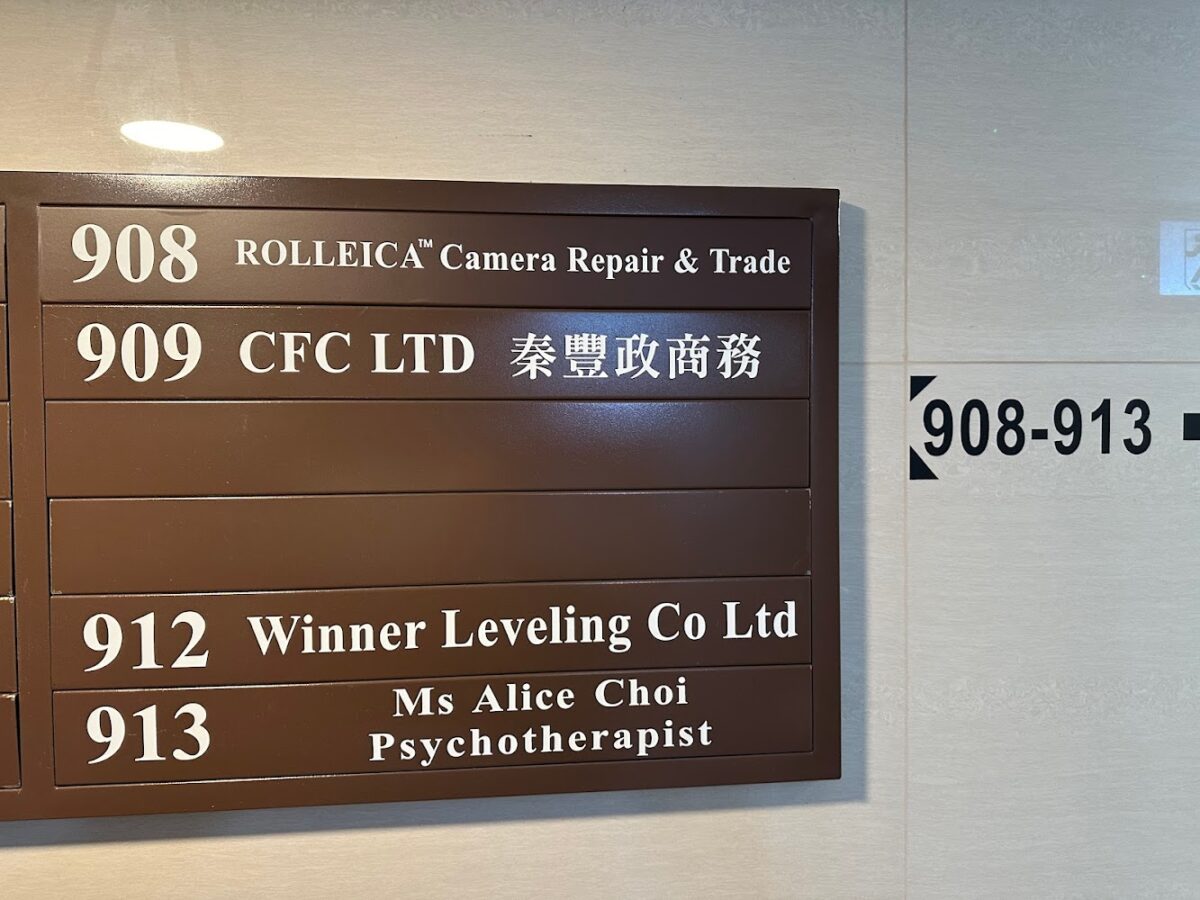 908 ROLLEICA™ Camera Repair & Trade
909 CFC LTD 秦豐政商務
912 Winner Leveling Co Ltd
913 Ms Alice Choi
Psychotherapist
908-913